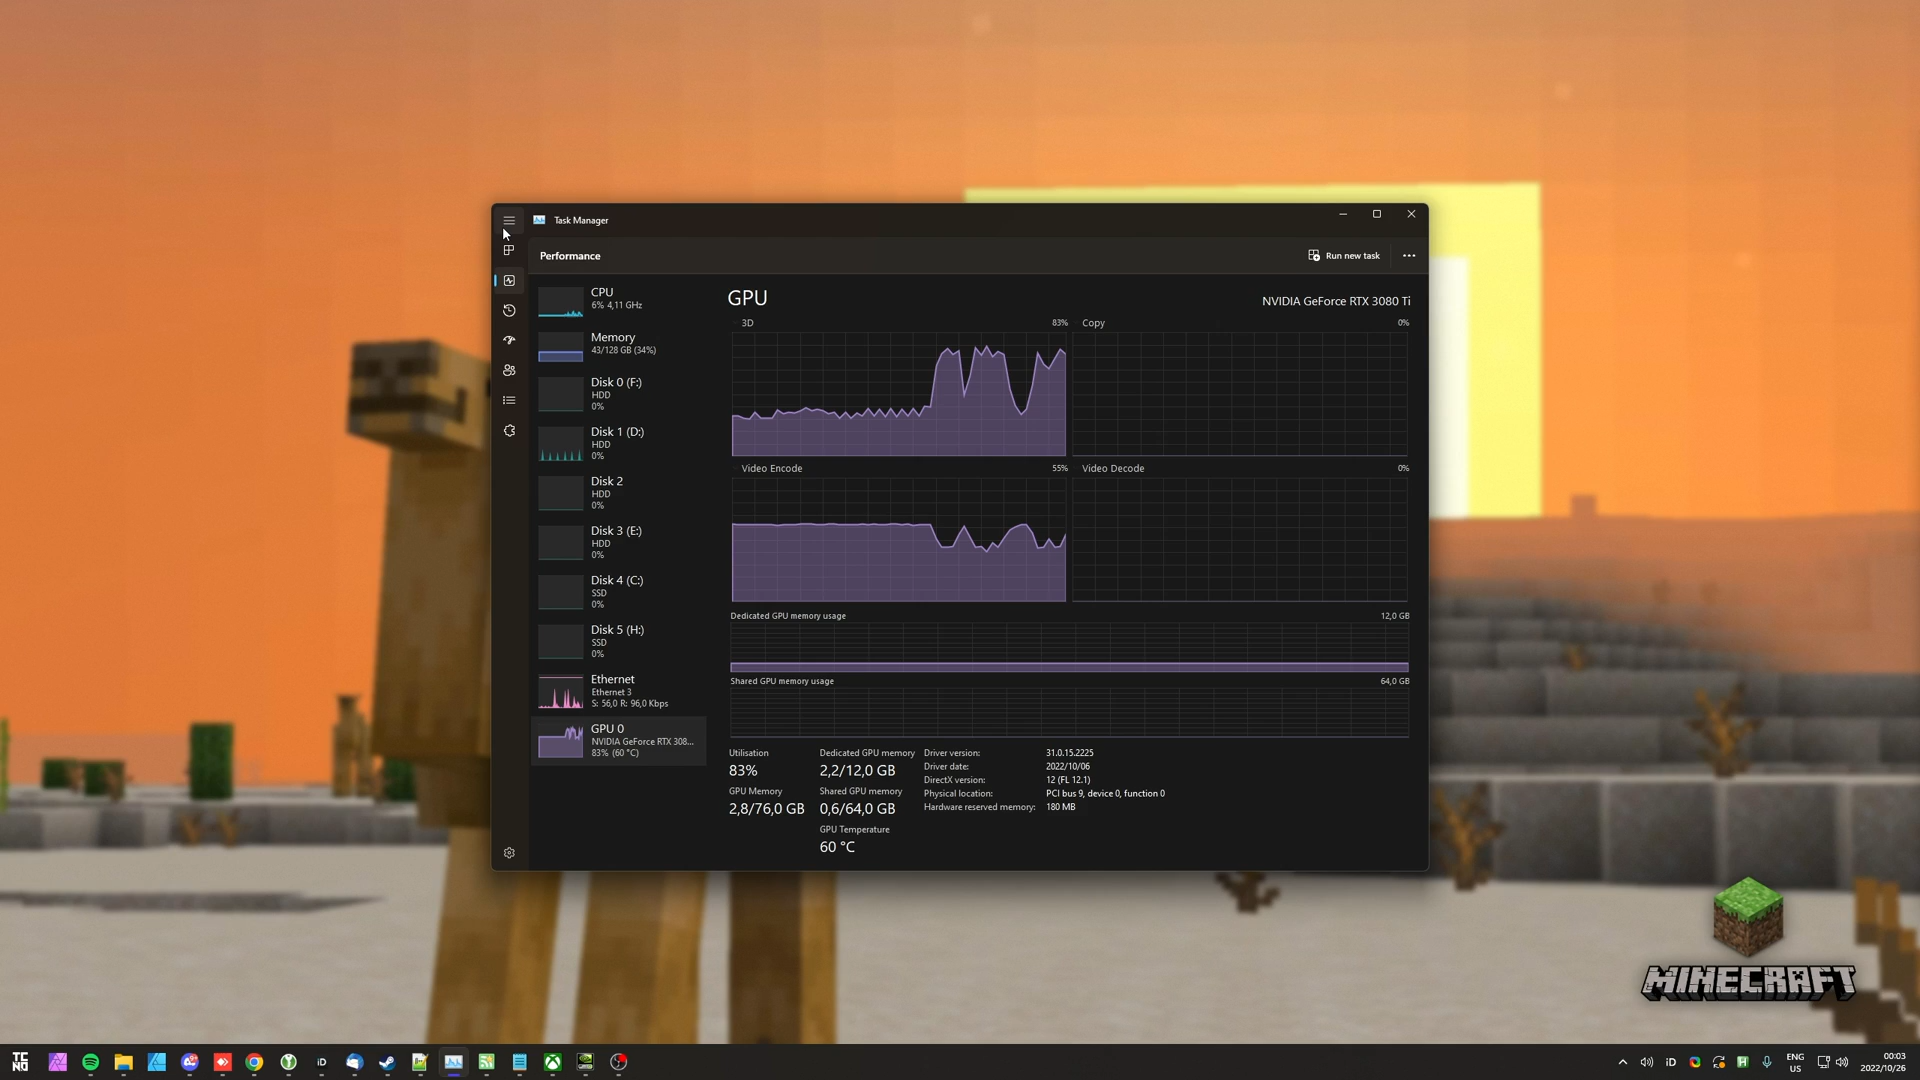 Task Manager
Performance
Run new task
CPU
6% 4,11 GHz
Memory
43/128 GB (34%)
Disk 0 (F:)
HDD
0%
Disk 1 (D:)
HDD
0%
Disk 2
HDD
0%
Disk 3 (E:)
HDD
0%
Disk 4 (C:)
SSD
0%
Disk 5 (H:)
SSD
0%
Ethernet
Ethernet 3
S: 56,0 R: 96,0 Kbps
GPU 0
NVIDIA GeForce RTX 308...
83% (60 °C)
GPU
NVIDIA GeForce RTX 3080 Ti
3D 83%
Copy 0%
Video Encode 55%
Video Decode 0%
Dedicated GPU memory usage 12,0 GB
Shared GPU memory usage 64,0 GB
Utilisation
83%
Dedicated GPU memory
2,2/12,0 GB
GPU Memory
2,8/76,0 GB
Shared GPU memory
0,6/64,0 GB
GPU Temperature
60 °C
Driver version: 31.0.15.2225
Driver date: 2022/10/06
DirectX version: 12 (FL 12.1)
Physical location: PCI bus 9, device 0, function 0
Hardware reserved memory: 180 MB
MINECRAFT
TC
NO
iD
iD
ENG
US
00:03
2022/10/26